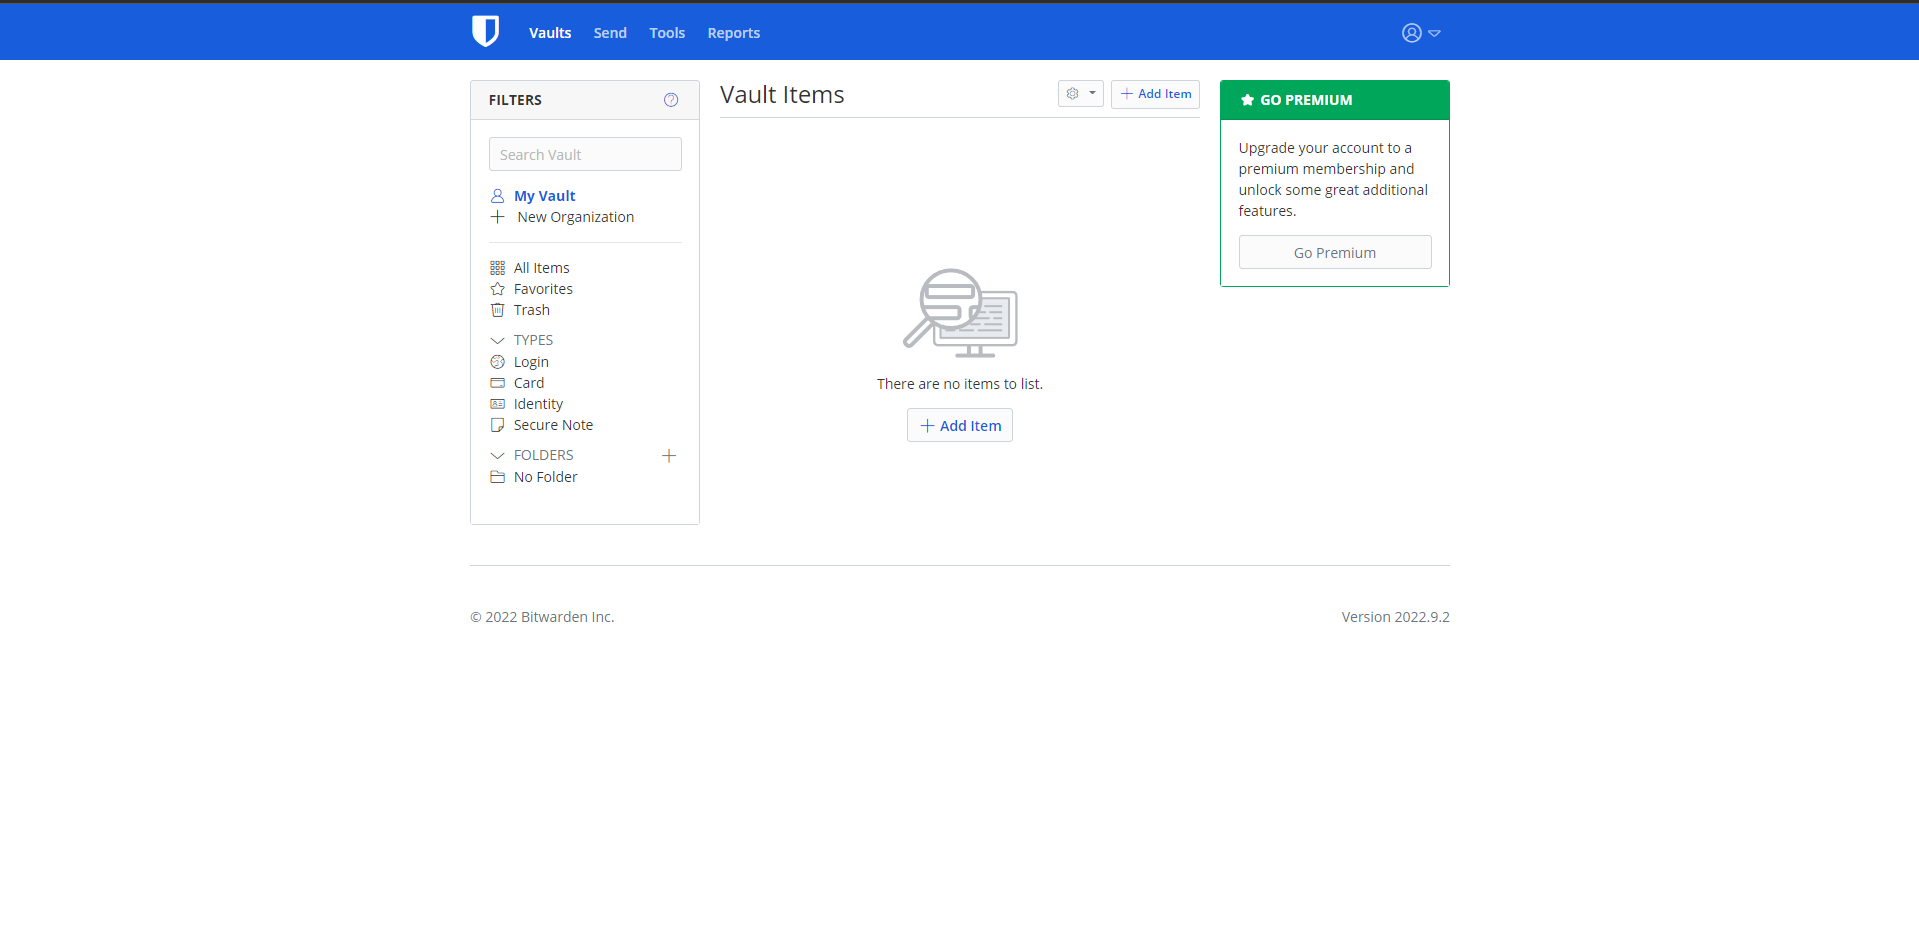 Vaults Send Tools Reports
FILTERS
Search Vault
My Vault
New Organization
All Items
Favorites
Trash
TYPES
Login
Card
Identity
Secure Note
FOLDERS
No Folder
Vault Items
Add Item
There are no items to list.
Add Item
GO PREMIUM
Upgrade your account to a
premium membership and
unlock some great additional
features.
Go Premium
© 2022 Bitwarden Inc.
Version 2022.9.2